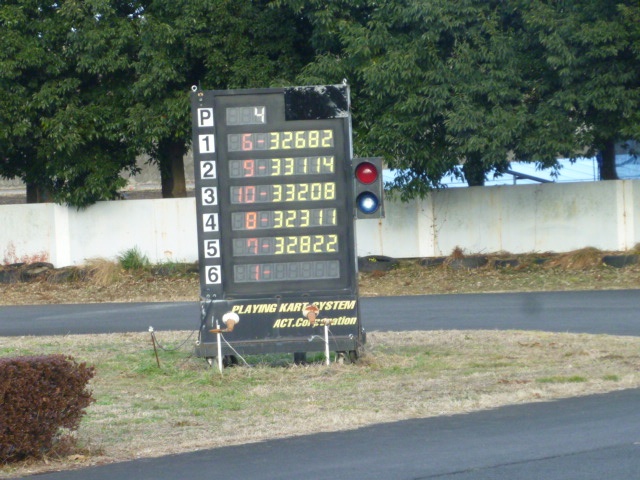 P 4
1 6- 32682
2 9- 33114
3 10- 33208
4 8- 32311
5 7- 32822
6 1-
PLAYING KART SYSTEM
ACT.Corporation